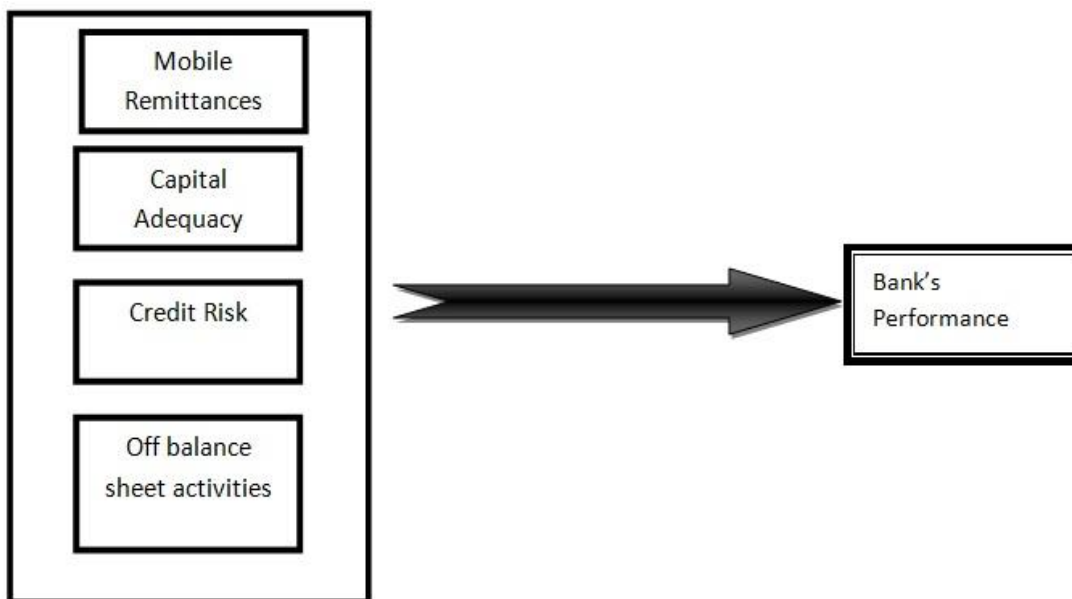 Mobile
Remittances
Capital
Adequacy
Credit Risk
Off balance
sheet activities
Bank's
Performance